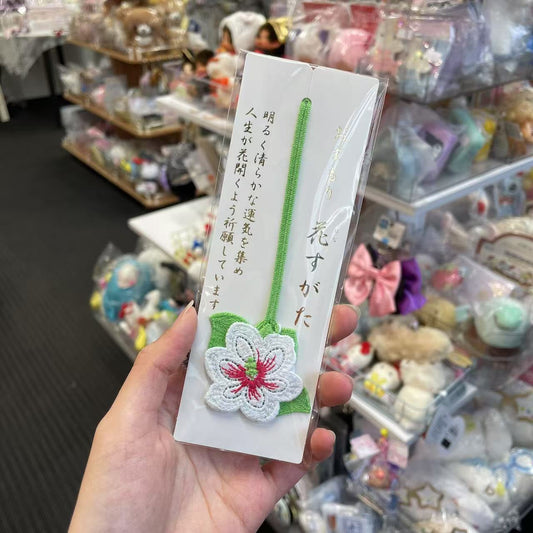 花すがた
明るく清らかな運気を集め
人生が花開くよう祈願しています